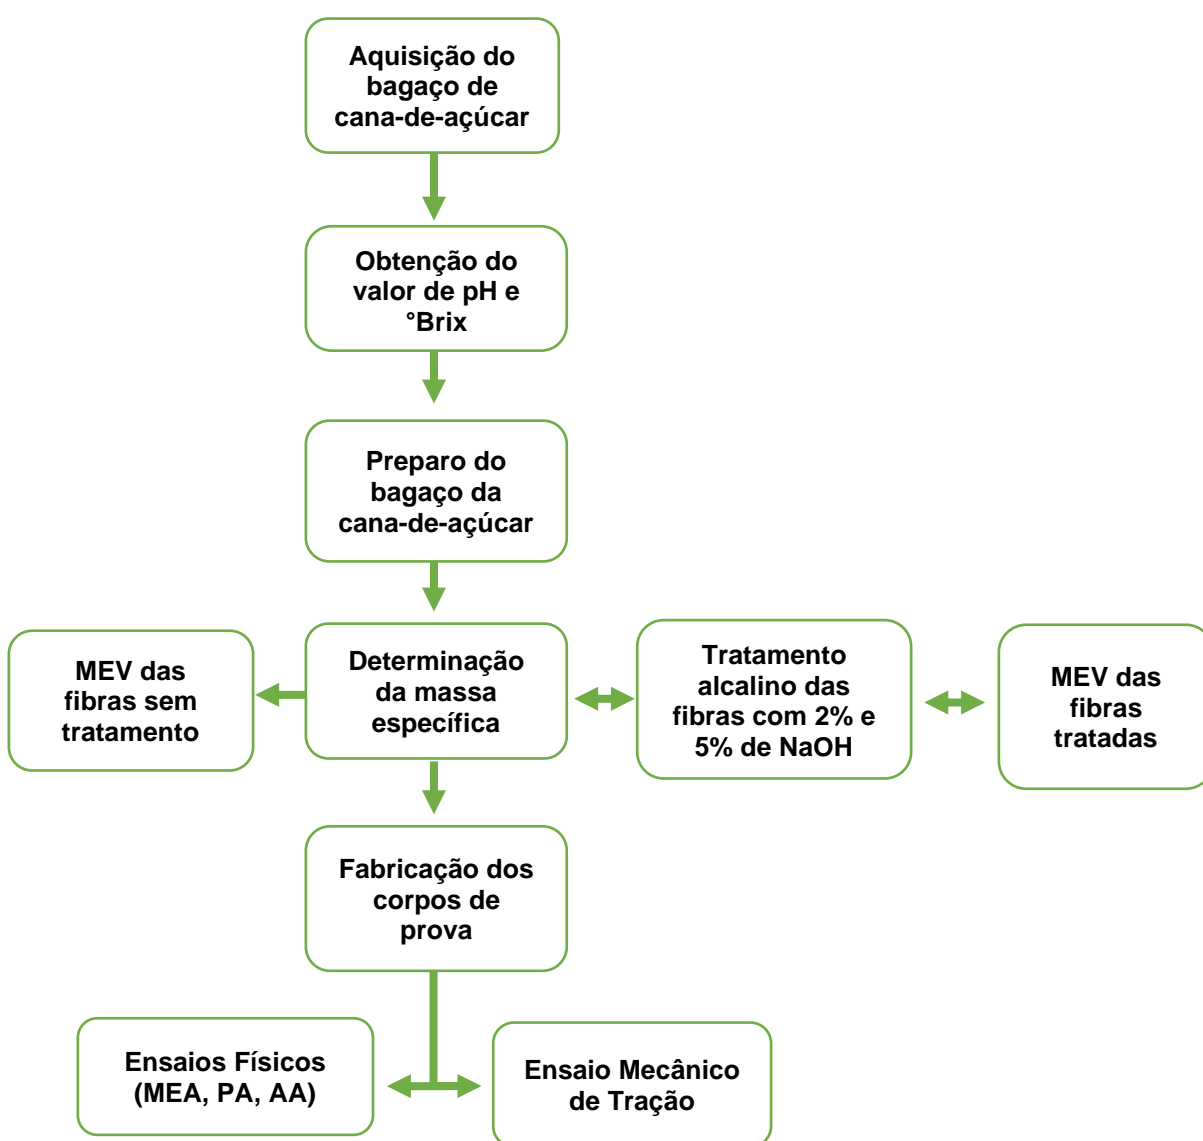 Aquisição do
bagaço de
cana-de-açúcar
Obtenção do
valor de pH e
°Brix
Preparo do
bagaço da
cana-de-açúcar
MEV das
fibras sem
tratamento
Determinação
da massa
específica
Tratamento
alcalino das
fibras com 2% e
5% de NaOH
MEV das
fibras
tratadas
Fabricação dos
corpos de
prova
Ensaios Físicos
(MEA, PA, AA)
Ensaio Mecânico
de Tração